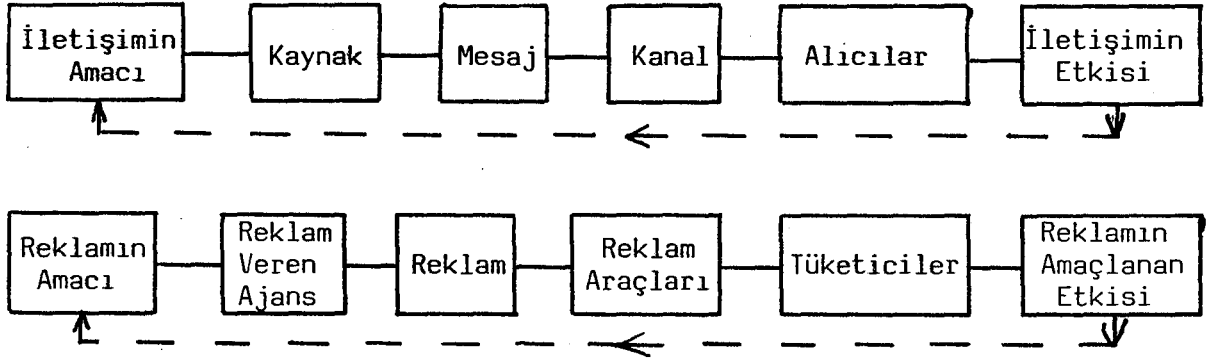 İletişimin
Amacı
Kaynak
Mesaj
Kanal
Alıcılar
İletişimin
Etkisi
Reklamın
Amacı
Reklam
Veren
Ajans
Reklam
Reklam
Araçları
Tüketiciler
Reklamın
Amaçlanan
Etkisi